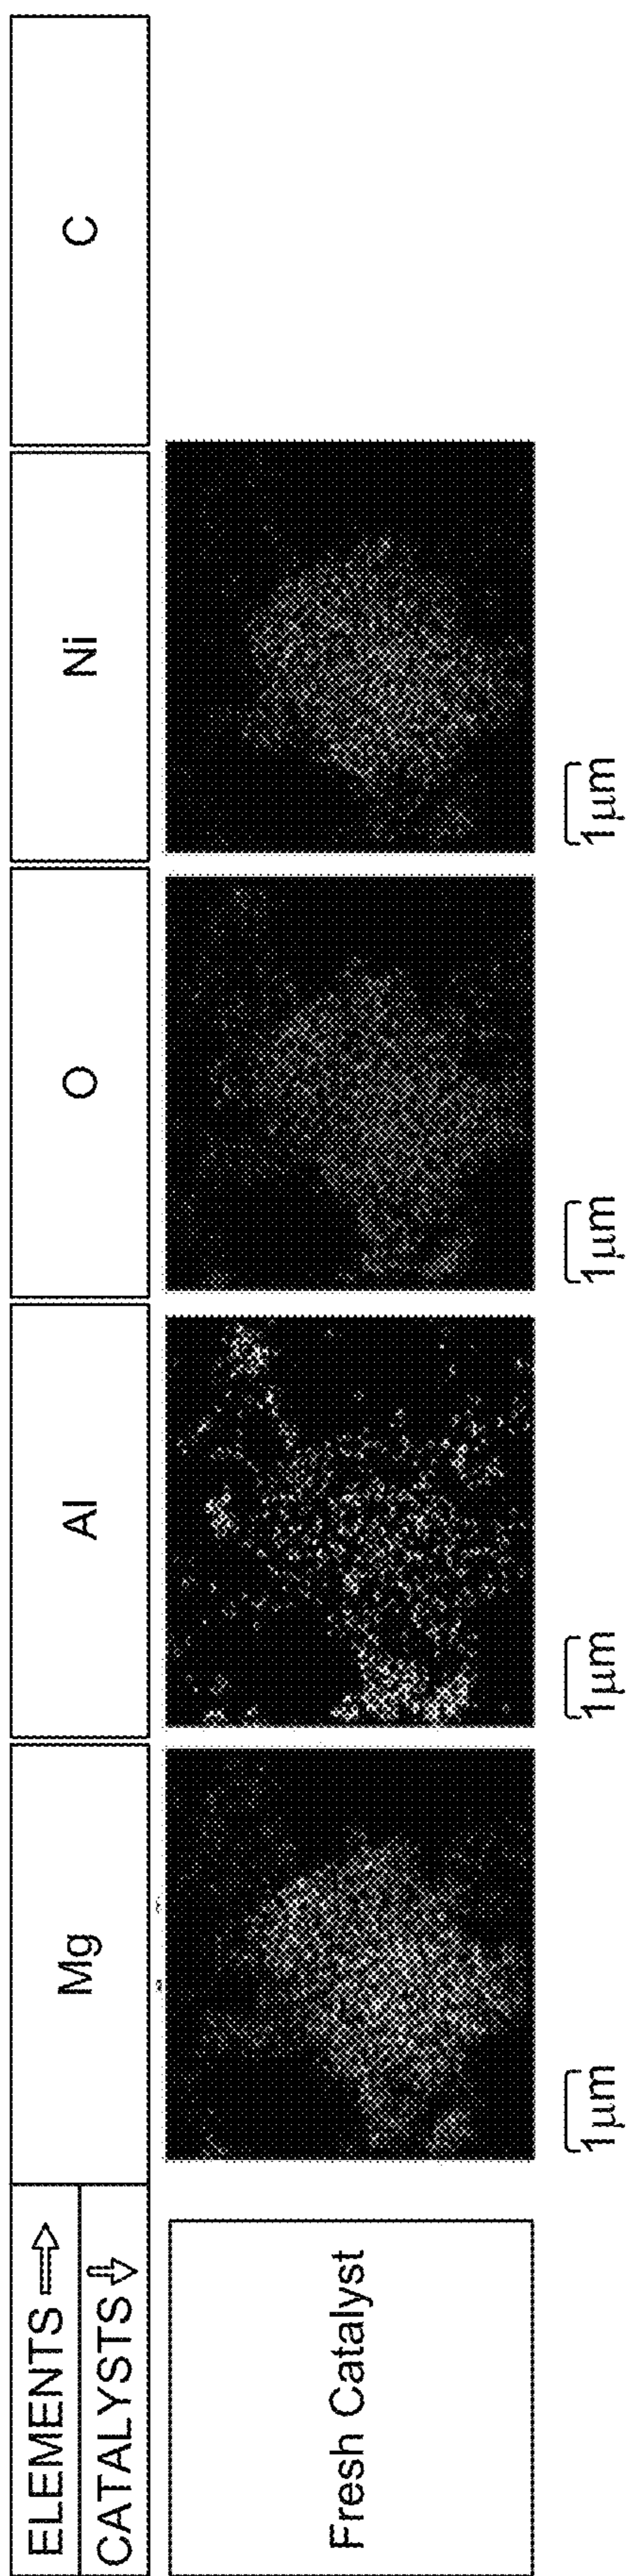 ELEMENTS ⇨
CATALYSTS ⇩
Mg
Al
O
Ni
C
Fresh Catalyst
1μm
1μm
1μm
1μm